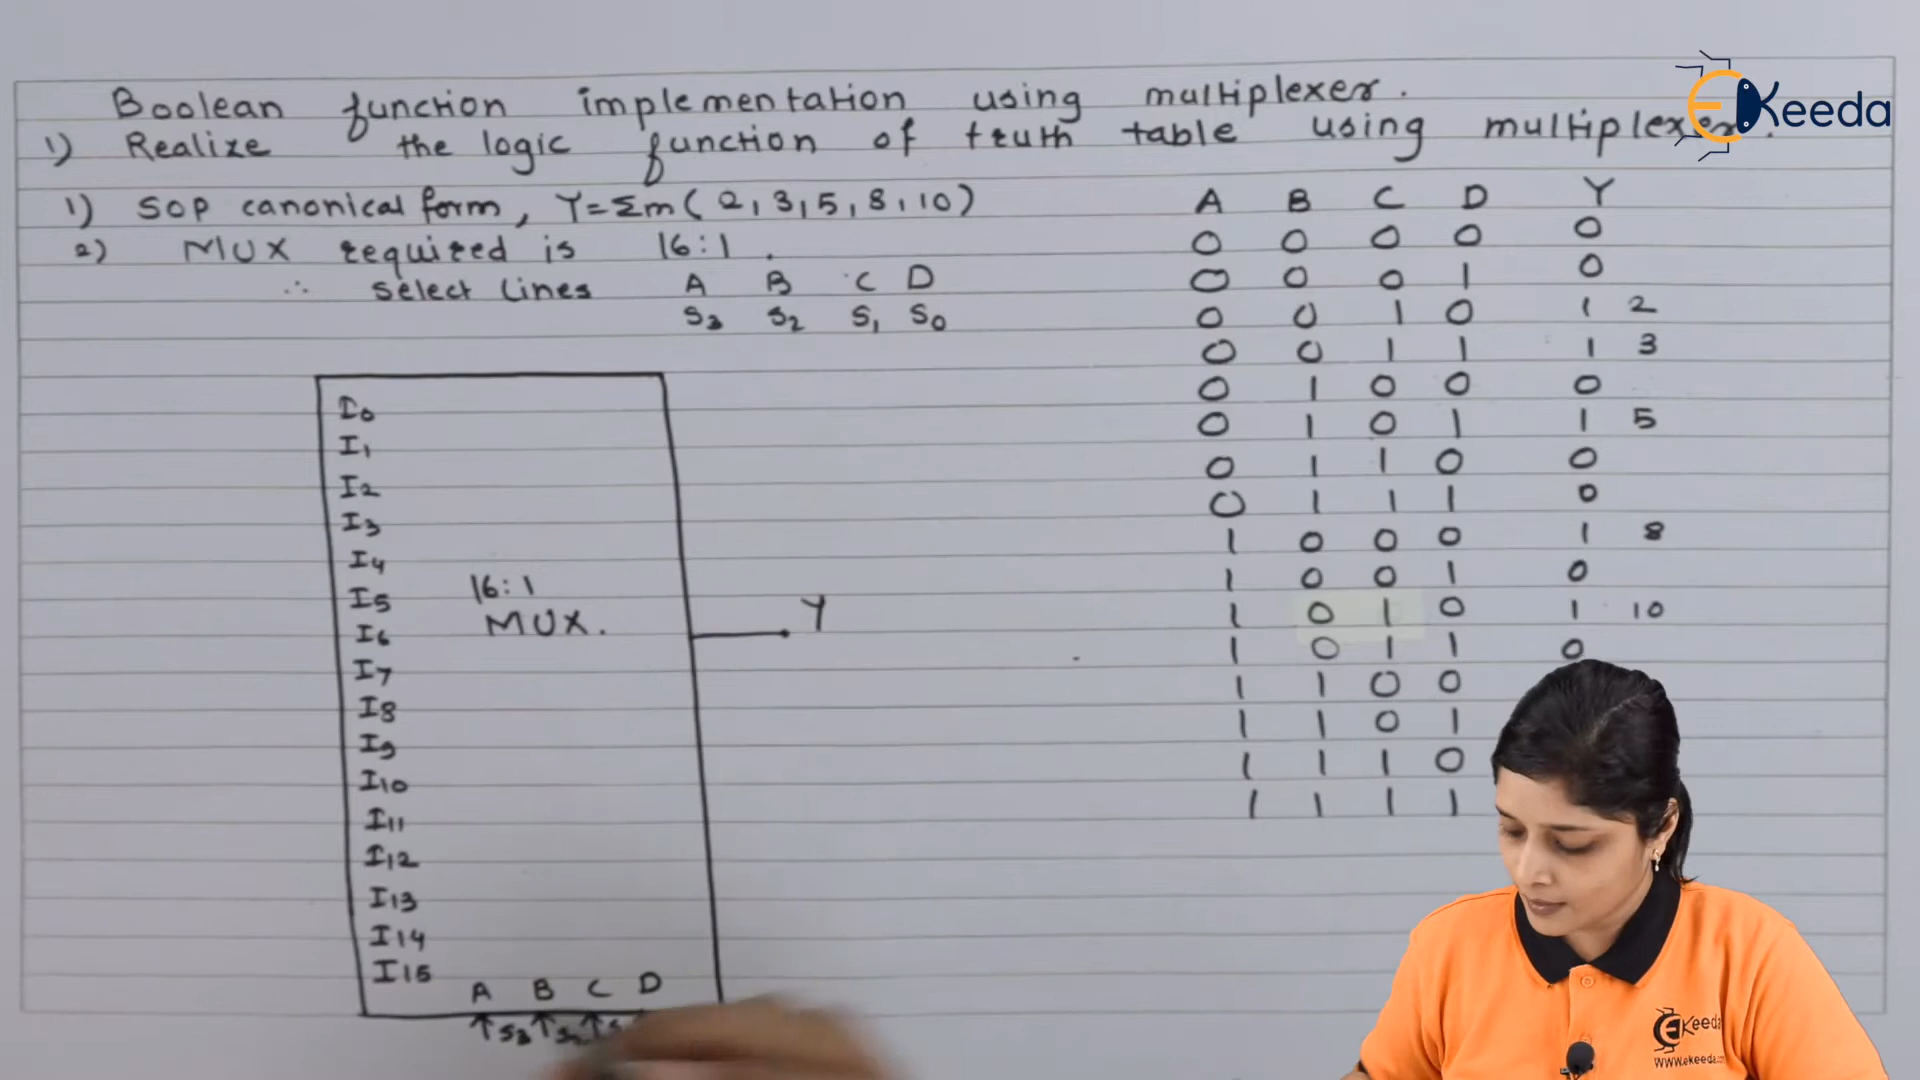 EKeeda
Boolean function implementation using multiplexer.
1) Realize the logic function of truth table using multiplexer.
1) SOP canonical form, Y=Σm(2,3,5,8,10)
2) MUX required is 16:1.
∴ select lines A B C D
S3 S2 S1 S0
A B C D Y
0 0 0 0 0
0 0 0 1 0
0 0 1 0 1 2
0 0 1 1 1 3
0 1 0 0 0
0 1 0 1 1 5
0 1 1 0 0
0 1 1 1 0
1 0 0 0 1 8
1 0 0 1 0
1 0 1 0 1 10
1 0 1 1 0
1 1 0 0
1 1 0 1
1 1 1 0
1 1 1 1
I0
I1
I2
I3
I4
I5
I6
I7
I8
I9
I10
I11
I12
I13
I14
I15
16:1
MUX.
Y
A B C D
S3 S2
EKeeda